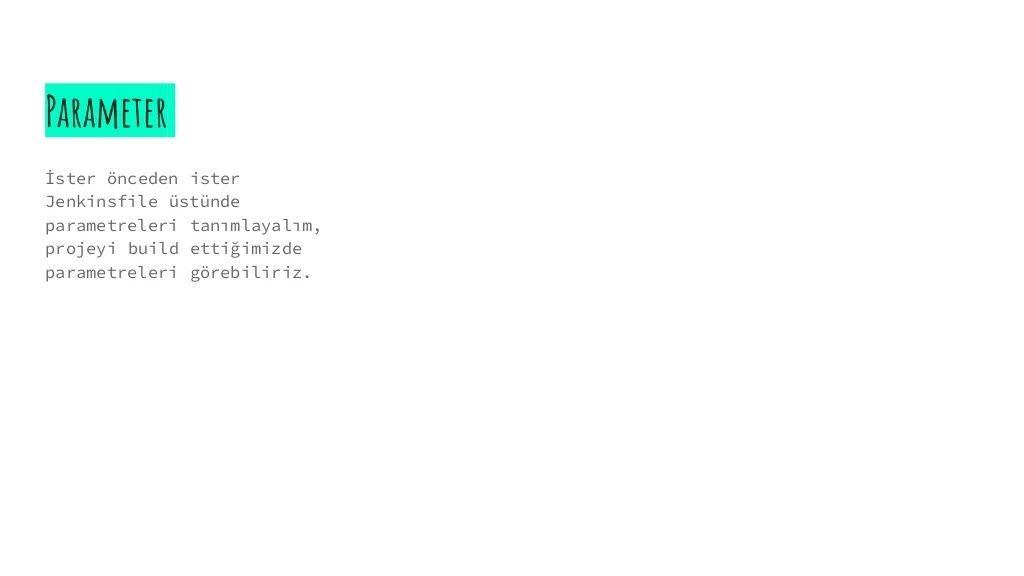 PARAMETER
İster önceden ister
Jenkinsfile üstünde
parametreleri tanımlayalım,
projeyi build ettiğimizde
parametreleri görebiliriz.